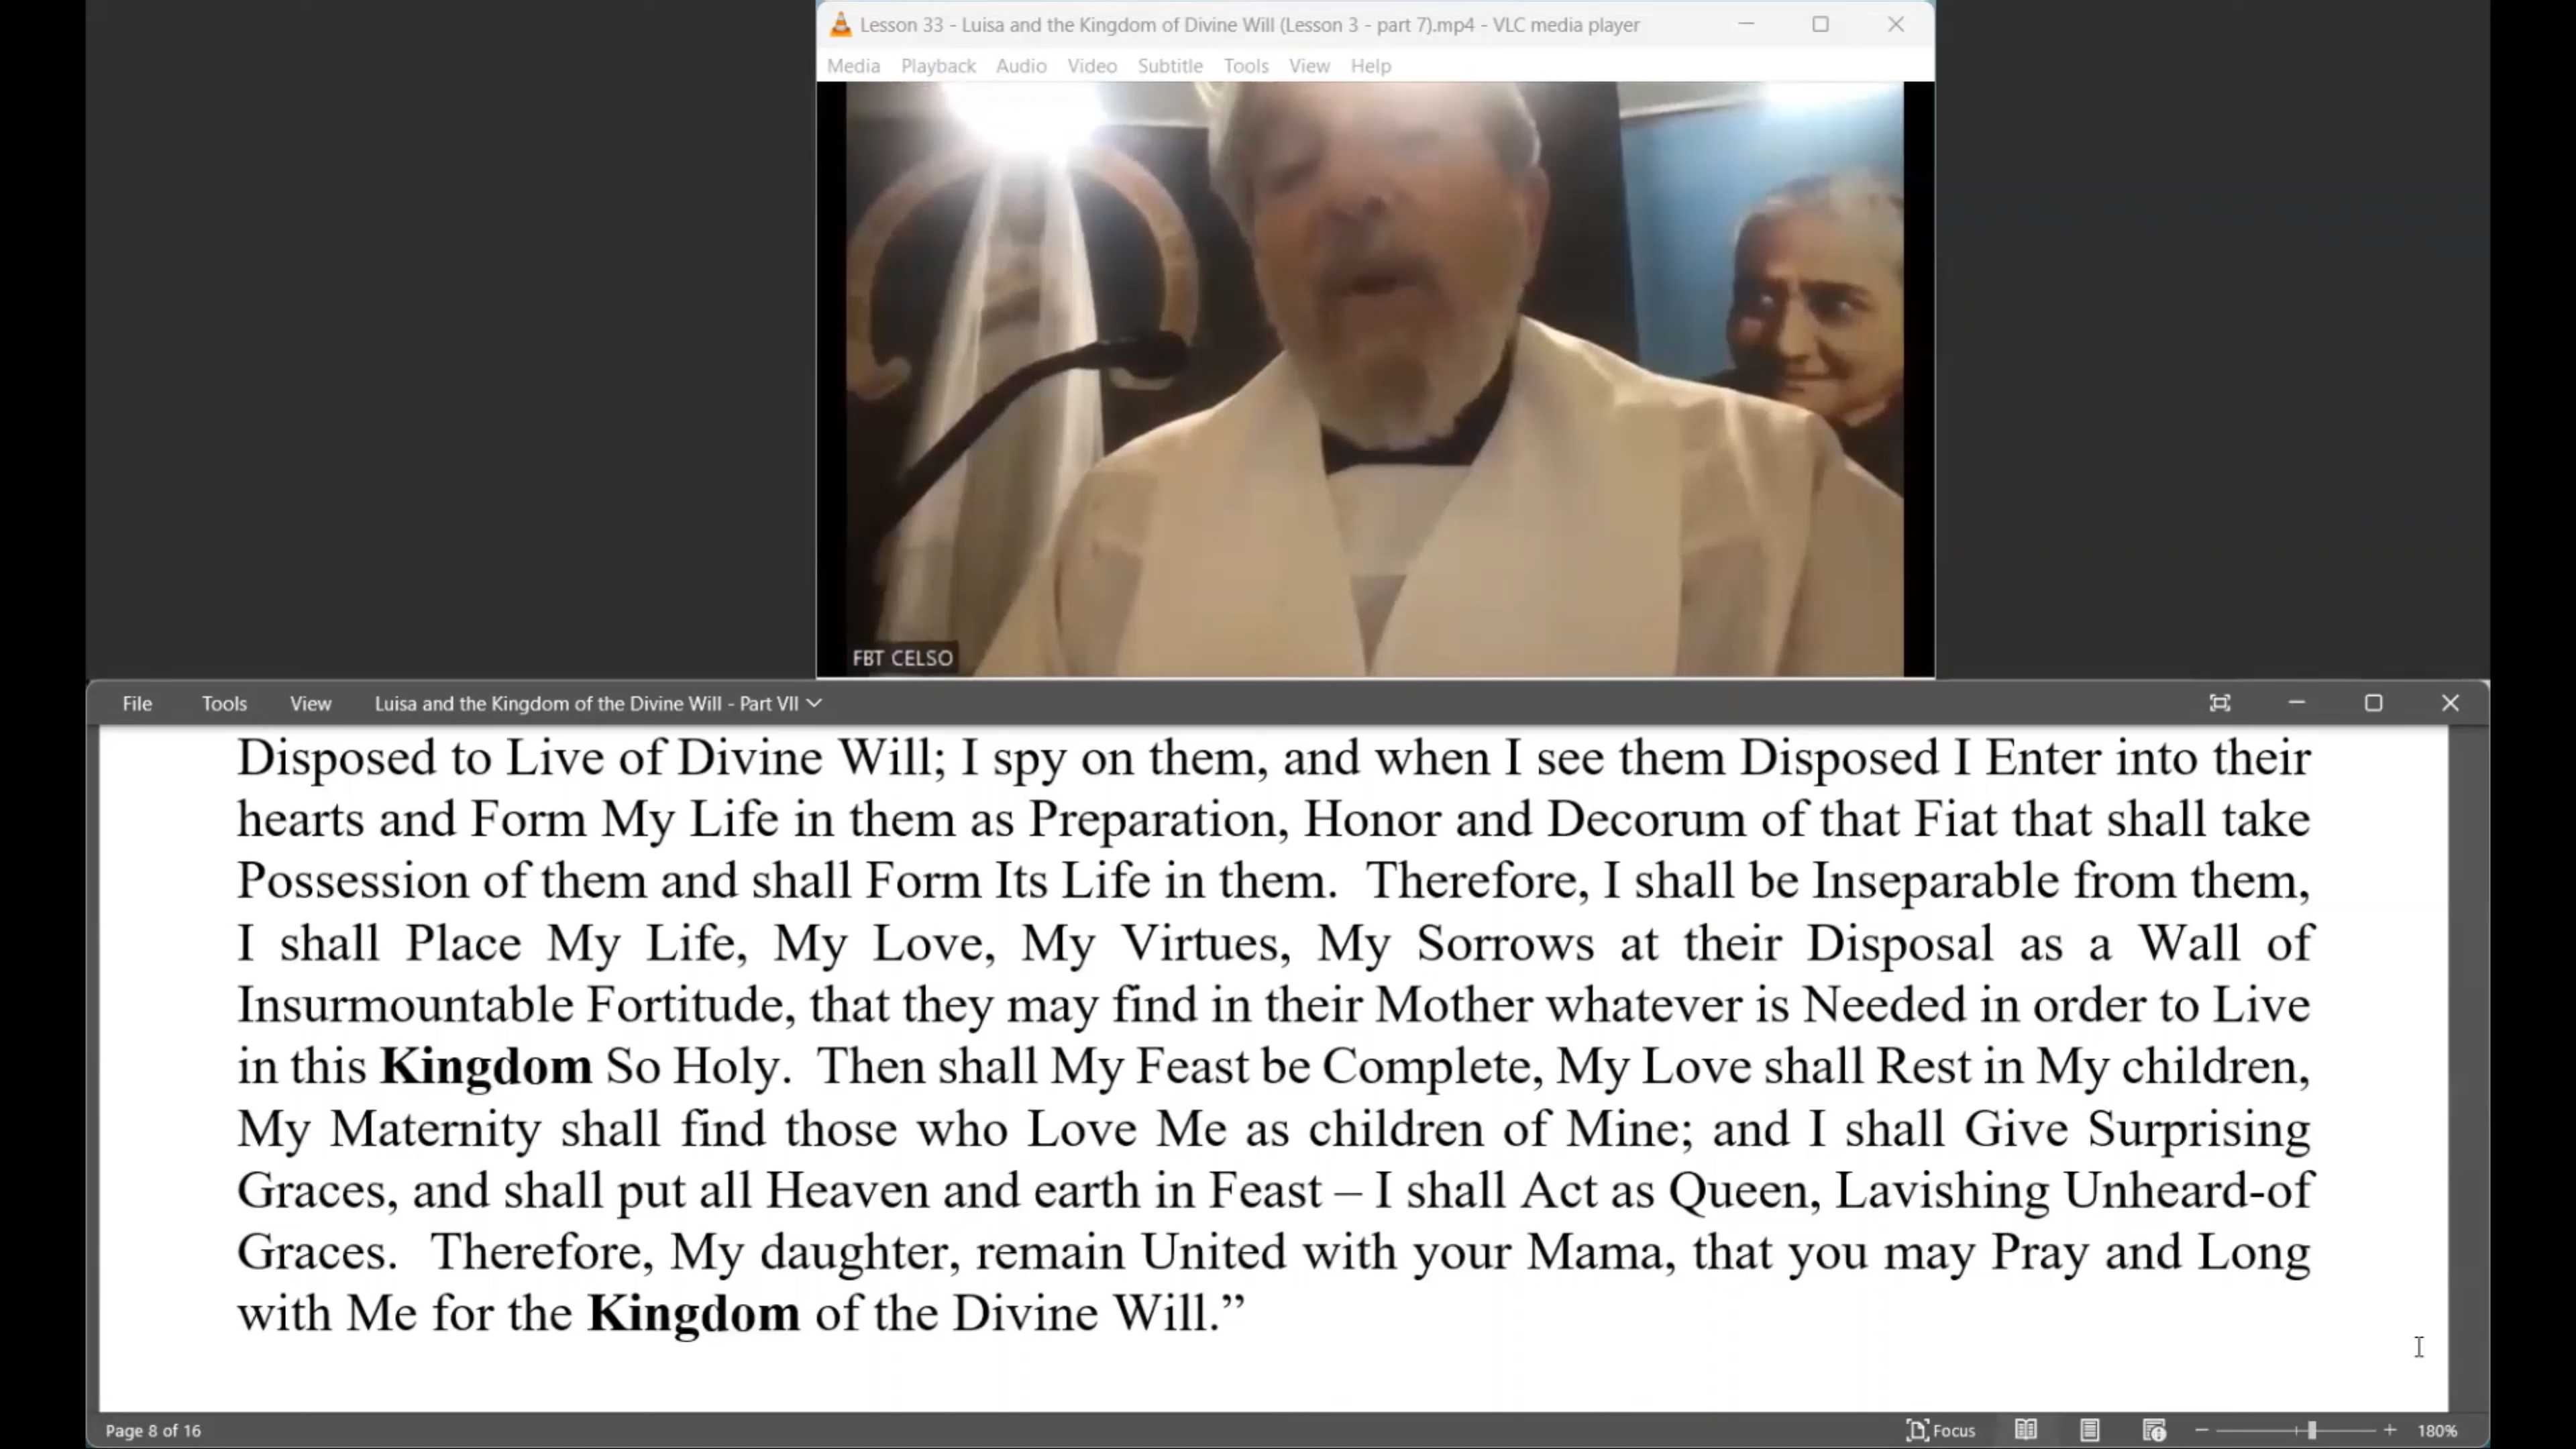 Lesson 33 - Luisa and the Kingdom of Divine Will (Lesson 3 - part 7).mp4 - VLC media player
Media Playback Audio Video Subtitle Tools View Help
FBT CELSO
File Tools View Luisa and the Kingdom of the Divine Will - Part VII
Disposed to Live of Divine Will; I spy on them, and when I see them Disposed I Enter into their
hearts and Form My Life in them as Preparation, Honor and Decorum of that Fiat that shall take
Possession of them and shall Form Its Life in them. Therefore, I shall be Inseparable from them,
I shall Place My Life, My Love, My Virtues, My Sorrows at their Disposal as a Wall of
Insurmountable Fortitude, that they may find in their Mother whatever is Needed in order to Live
in this Kingdom So Holy. Then shall My Feast be Complete, My Love shall Rest in My children,
My Maternity shall find those who Love Me as children of Mine; and I shall Give Surprising
Graces, and shall put all Heaven and earth in Feast – I shall Act as Queen, Lavishing Unheard-of
Graces. Therefore, My daughter, remain United with your Mama, that you may Pray and Long
with Me for the Kingdom of the Divine Will.”
Page 8 of 16 Focus 180%